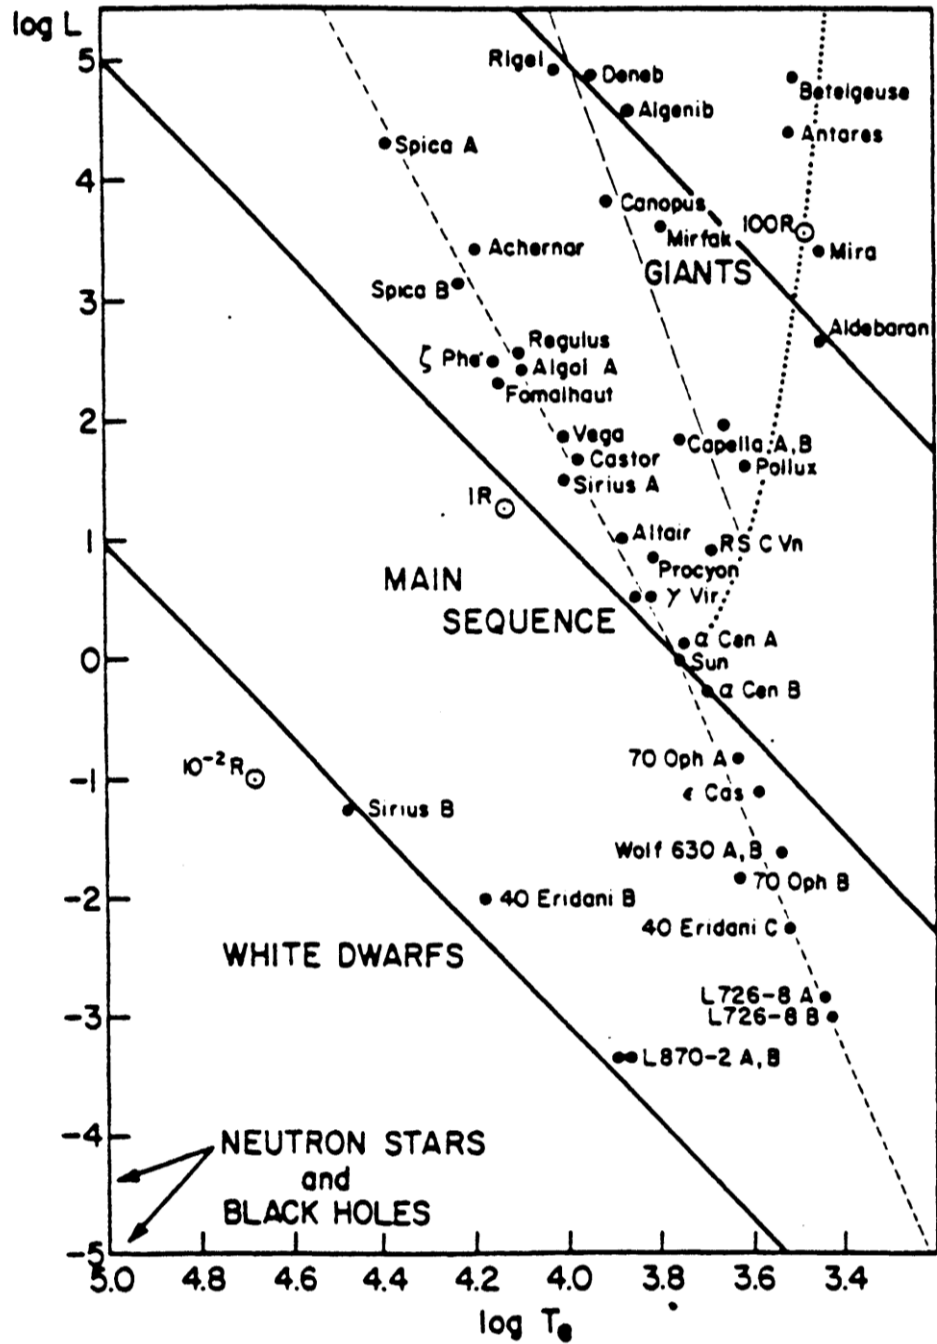 log L
5
4
3
2
1
0
-1
-2
-3
-4
-5
Rigel
Deneb
Betelgeuse
Algenib
Antares
Spica A
Canopus
100R
Mirfak
Mira
Achernar
GIANTS
Spica B
Aldebaran
Regulus
ζ Phe
Algol A
Fomalhaut
Vega
Capella A,B
Castor
Pollux
Sirius A
1R
Altair
RS C Vn
Procyon
MAIN
SEQUENCE
γ Vir
α Cen A
Sun
α Cen B
70 Oph A
10⁻² R
ϵ Cas
Sirius B
Wolf 630 A,B
70 Oph B
40 Eridani B
40 Eridani C
WHITE DWARFS
L726-8 A
L726-8 B
L870-2 A,B
NEUTRON STARS
and
BLACK HOLES
5.0 4.8 4.6 4.4 4.2 4.0 3.8 3.6 3.4
log Te